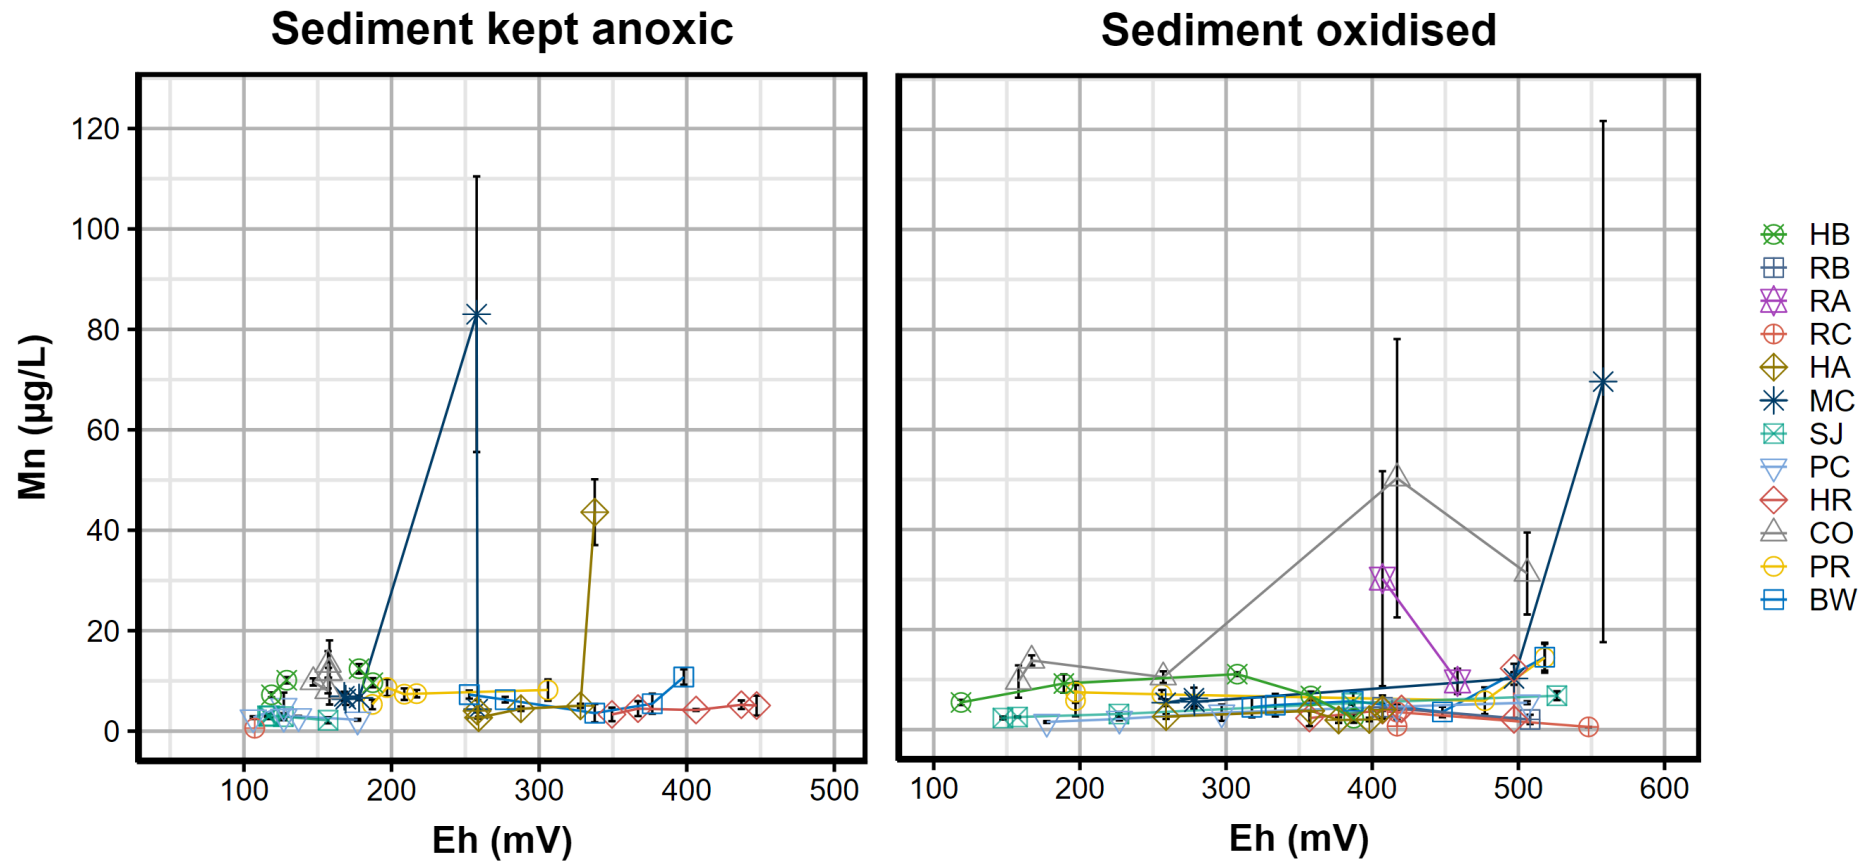 Sediment kept anoxic
Sediment oxidised
120
100
80
60
40
20
0
Mn (µg/L)
100 200 300 400 500
100 200 300 400 500 600
Eh (mV)
Eh (mV)
HB
RB
RA
RC
HA
MC
SJ
PC
HR
CO
PR
BW